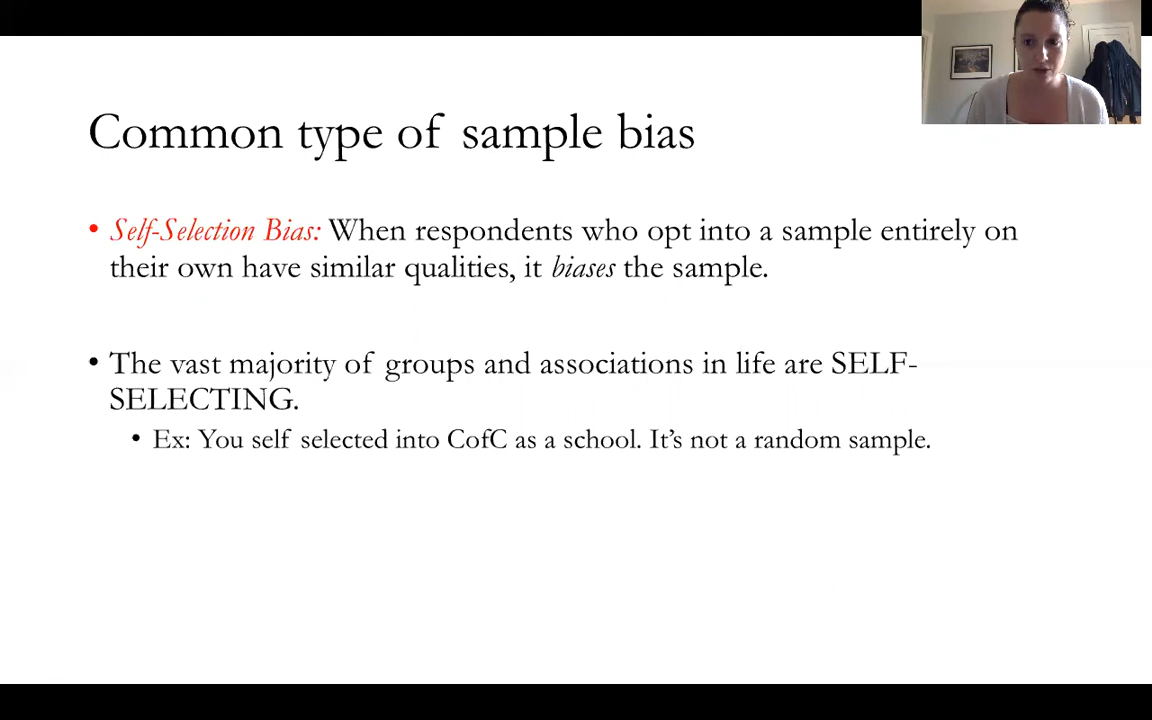 Common type of sample bias
• Self-Selection Bias: When respondents who opt into a sample entirely on
their own have similar qualities, it biases the sample.
• The vast majority of groups and associations in life are SELF-
SELECTING.
• Ex: You self selected into CofC as a school. It's not a random sample.